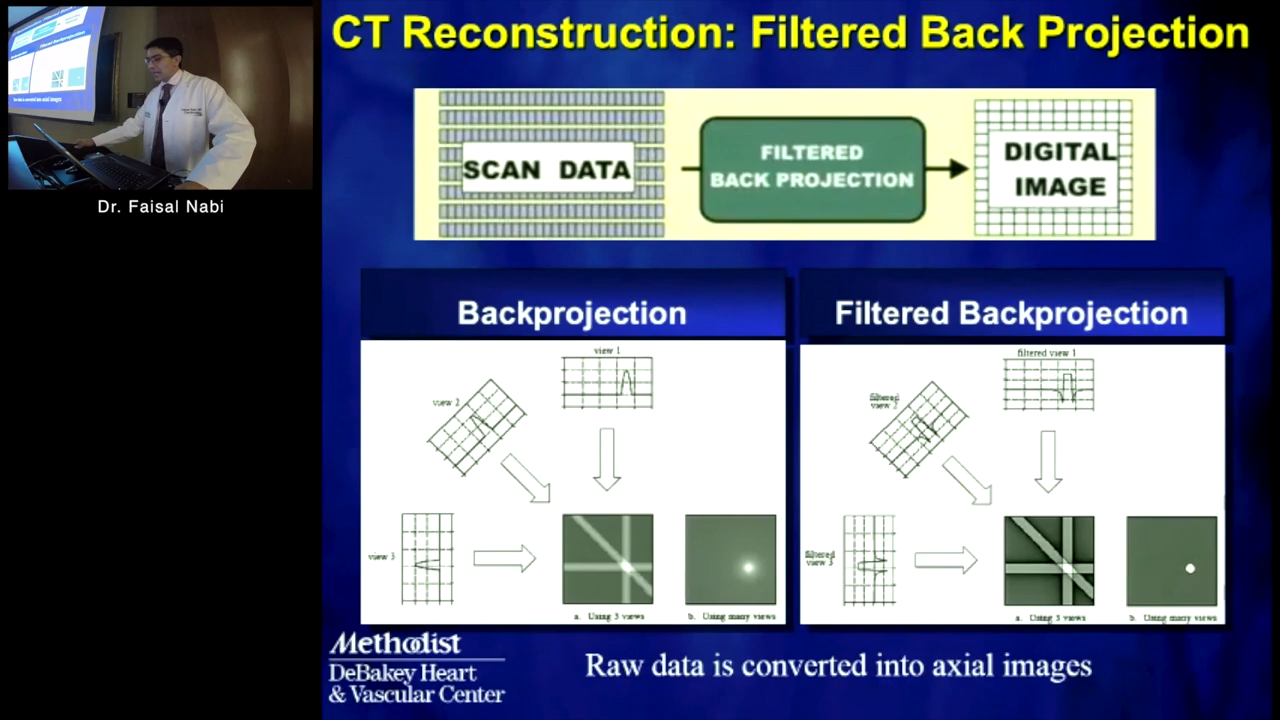 CT Reconstruction: Filtered Back Projection
SCAN DATA
FILTERED
BACK PROJECTION
DIGITAL
IMAGE
Dr. Faisal Nabi
Backprojection
view 1
view 2
view 3
a. Using 3 views
b. Using many views
Filtered Backprojection
filtered view 1
filtered
view 2
filtered
view 3
a. Using 3 views
b. Using many views
Methodist
DeBakey Heart
& Vascular Center
Raw data is converted into axial images